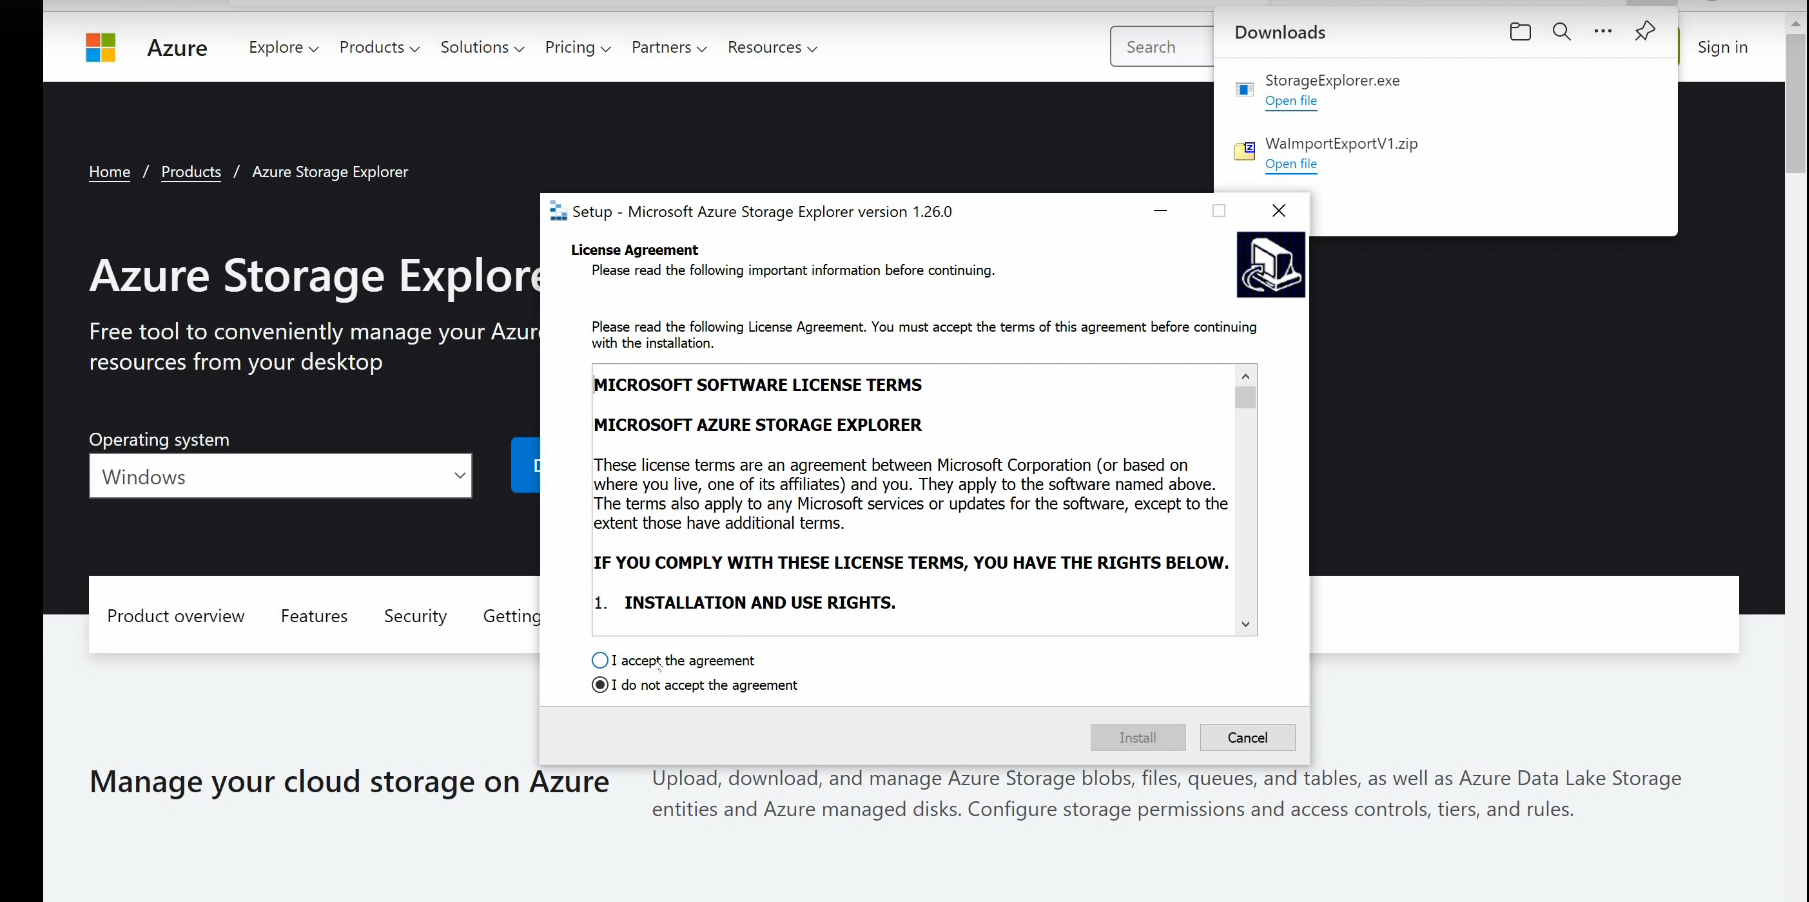 Azure
Explore
Products
Solutions
Pricing
Partners
Resources
Search
Sign in
Downloads
StorageExplorer.exe
Open file
WaImportExportV1.zip
Open file
Home / Products / Azure Storage Explorer
Azure Storage Explore
Free tool to conveniently manage your Azur
resources from your desktop
Operating system
Windows
D
Product overview
Features
Security
Getting
Setup - Microsoft Azure Storage Explorer version 1.26.0
License Agreement
Please read the following important information before continuing.
Please read the following License Agreement. You must accept the terms of this agreement before continuing
with the installation.
MICROSOFT SOFTWARE LICENSE TERMS
MICROSOFT AZURE STORAGE EXPLORER
These license terms are an agreement between Microsoft Corporation (or based on
where you live, one of its affiliates) and you. They apply to the software named above.
The terms also apply to any Microsoft services or updates for the software, except to the
extent those have additional terms.
IF YOU COMPLY WITH THESE LICENSE TERMS, YOU HAVE THE RIGHTS BELOW.
1. INSTALLATION AND USE RIGHTS.
I accept the agreement
I do not accept the agreement
Install
Cancel
Manage your cloud storage on Azure
Upload, download, and manage Azure Storage blobs, files, queues, and tables, as well as Azure Data Lake Storage
entities and Azure managed disks. Configure storage permissions and access controls, tiers, and rules.